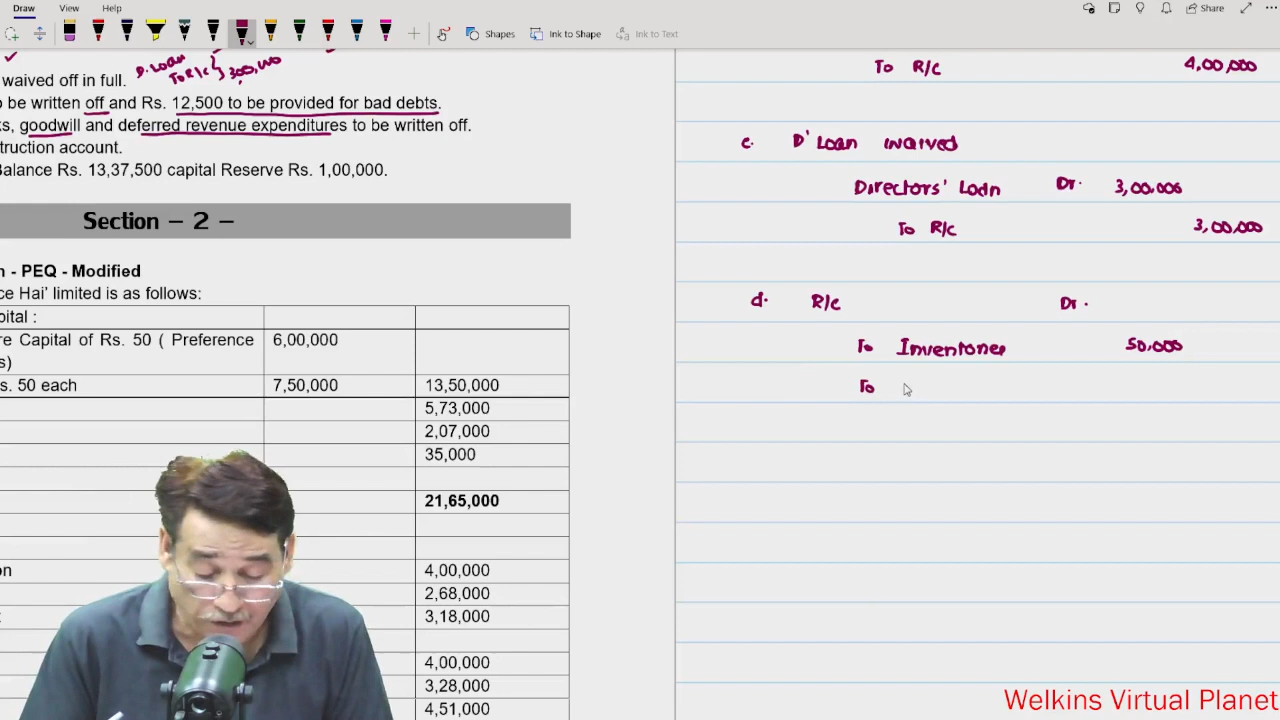 Draw View Help Share
Shapes Ink to Shape Ink to Text
D. Loan
To R/c } 300,000
waived off in full.
o be written off and Rs. 12,500 to be provided for bad debts.
ks, goodwill and deferred revenue expenditures to be written off.
truction account.
Balance Rs. 13,37,500 capital Reserve Rs. 1,00,000.
Section – 2 –
n - PEQ - Modified
ce Hai’ limited is as follows:
pital :
re Capital of Rs. 50 ( Preference 6,00,000
s)
s. 50 each 7,50,000 13,50,000
5,73,000
2,07,000
35,000
21,65,000
on 4,00,000
2,68,000
3,18,000
4,00,000
3,28,000
4,51,000
To R/c 4,00,000
c. D' Loan waived
Directors' Loan Dr. 3,00,000
To R/c 3,00,000
d. R/c Dr.
To Inventories 50,000
To
Welkins Virtual Planet